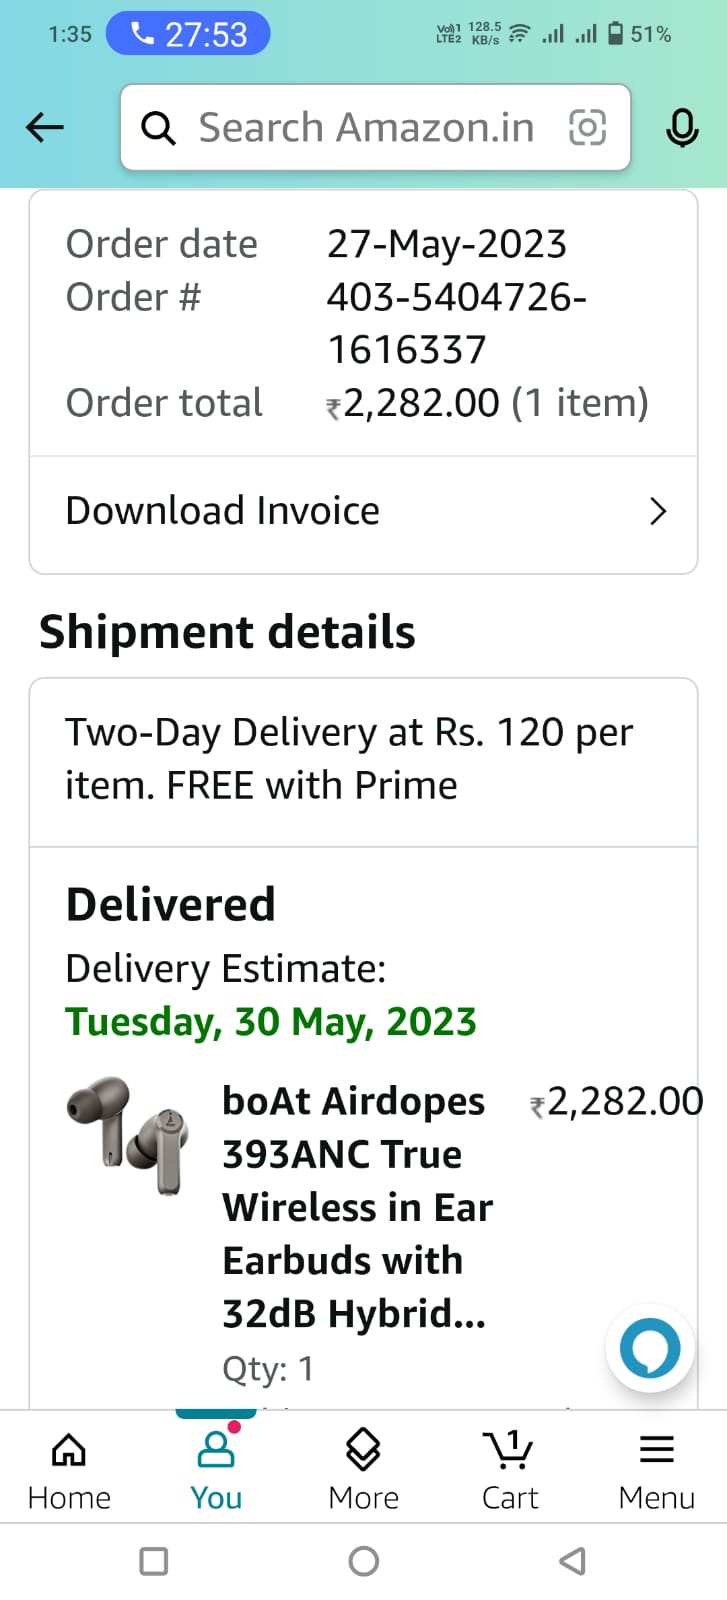 1:35 27:53 Vo)) 1 LTE2 128.5 KB/s 51%
Search Amazon.in
Order date 27-May-2023
Order # 403-5404726-
1616337
Order total ₹2,282.00 (1 item)
Download Invoice
Shipment details
Two-Day Delivery at Rs. 120 per
item. FREE with Prime
Delivered
Delivery Estimate:
Tuesday, 30 May, 2023
boAt Airdopes ₹2,282.00
393ANC True
Wireless in Ear
Earbuds with
32dB Hybrid...
Qty: 1
1
Home You More Cart Menu